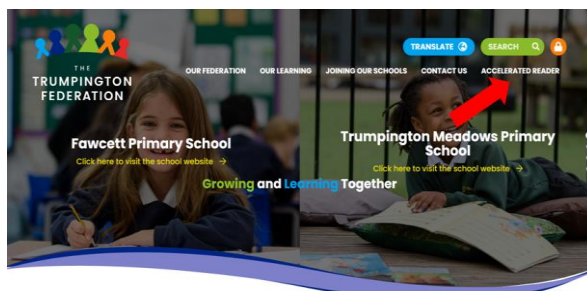 TRANSLATE
SEARCH
THE
TRUMPINGTON
FEDERATION
OUR FEDERATION
OUR LEARNING
JOINING OUR SCHOOLS
CONTACT US
ACCELERATED READER
Fawcett Primary School
Click here to visit the school website →
Trumpington Meadows Primary
School
Click here to visit the school website →
Growing and Learning Together